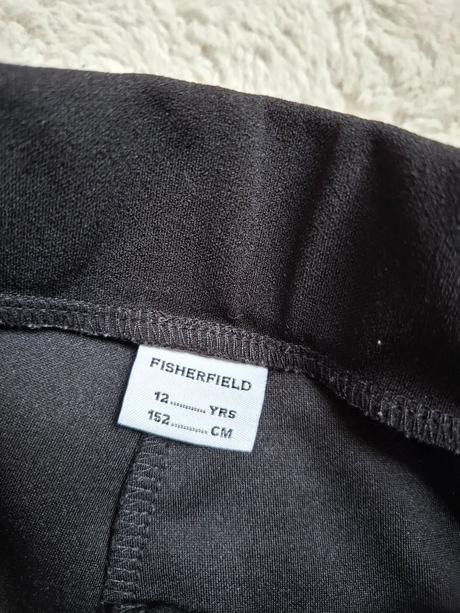 FISHERFIELD
12............ YRS
152............ CM